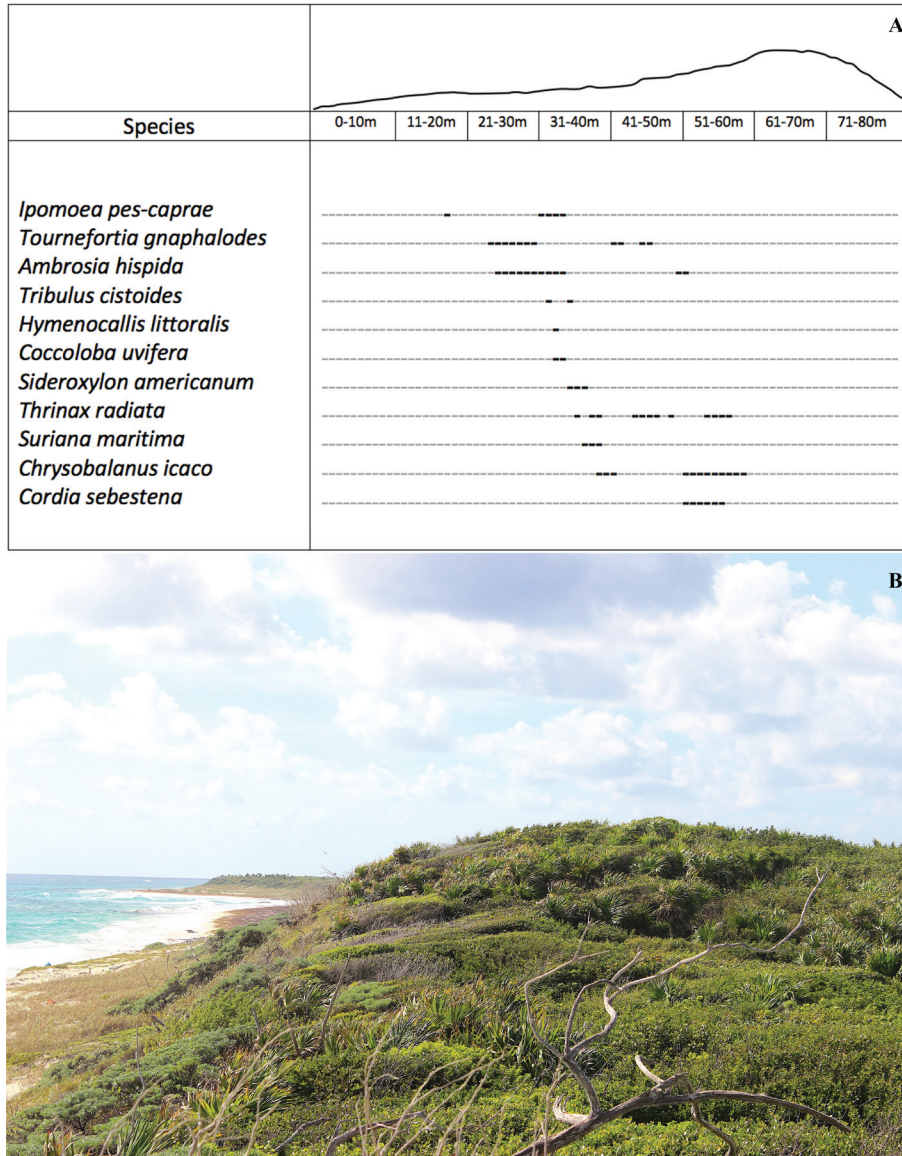 A
Species 0-10m 11-20m 21-30m 31-40m 41-50m 51-60m 61-70m 71-80m
Ipomoea pes-caprae
Tournefortia gnaphalodes
Ambrosia hispida
Tribulus cistoides
Hymenocallis littoralis
Coccoloba uvifera
Sideroxylon americanum
Thrinax radiata
Suriana maritima
Chrysobalanus icaco
Cordia sebestena
B